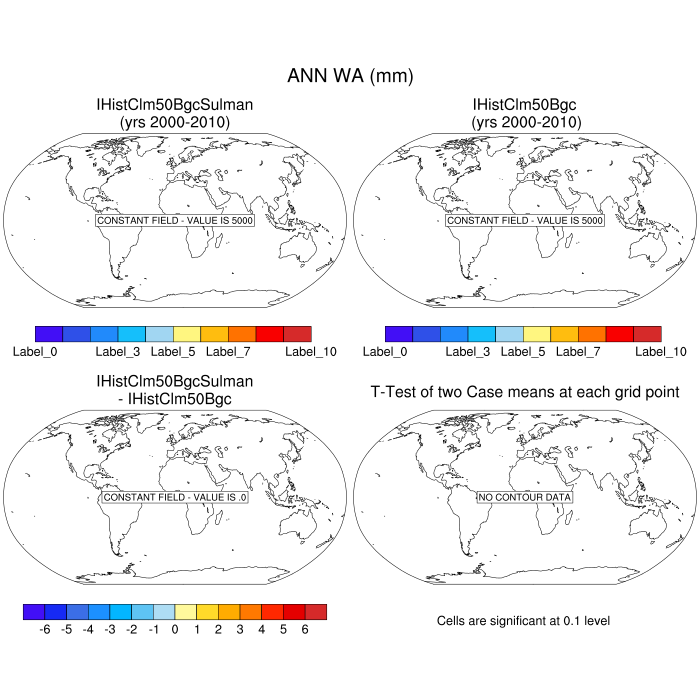 ANN WA (mm)
IHistClm50BgcSulman
(yrs 2000-2010)
IHistClm50Bgc
(yrs 2000-2010)
CONSTANT FIELD - VALUE IS 5000
CONSTANT FIELD - VALUE IS 5000
Label_0 Label_3 Label_5 Label_7 Label_10
Label_0 Label_3 Label_5 Label_7 Label_10
IHistClm50BgcSulman
- IHistClm50Bgc
T-Test of two Case means at each grid point
CONSTANT FIELD - VALUE IS .0
NO CONTOUR DATA
-6 -5 -4 -3 -2 -1 0 1 2 3 4 5 6
Cells are significant at 0.1 level